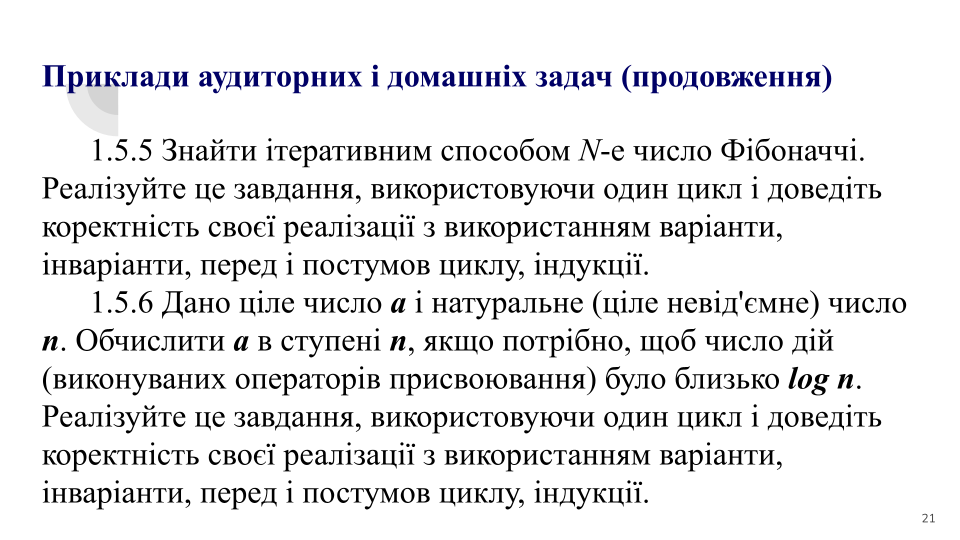 Приклади аудиторних і домашніх задач (продовження)
1.5.5 Знайти ітеративним способом N-е число Фібоначчі.
Реалізуйте це завдання, використовуючи один цикл і доведіть
коректність своєї реалізації з використанням варіанти,
інваріанти, перед і постумов циклу, індукції.
1.5.6 Дано ціле число a і натуральне (ціле невід'ємне) число
n. Обчислити a в ступені n, якщо потрібно, щоб число дій
(виконуваних операторів присвоювання) було близько log n.
Реалізуйте це завдання, використовуючи один цикл і доведіть
коректність своєї реалізації з використанням варіанти,
інваріанти, перед і постумов циклу, індукції.
21